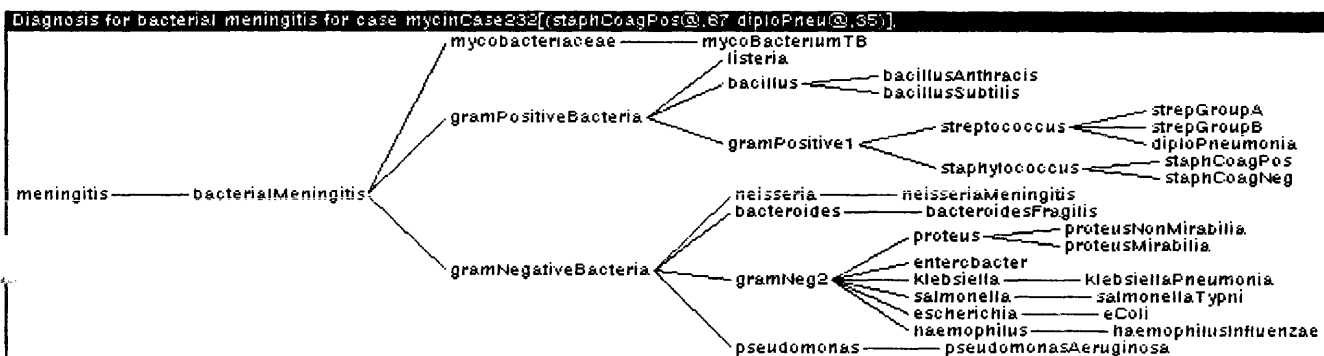 Diagnosis for bacterial meningitis for case mycinCase232[(staphCoagPos@.67 diploPneu@.35)].
mycobacteriaceae mycoBacteriumTB
listeria
bacillus
bacillusAnthracis
bacillusSubtilis
gramPositiveBacteria
gramPositive1
streptococcus
strepGroupA
strepGroupB
diploPneumonia
staphylococcus
staphCoagPos
staphCoagNeg
meningitis bacterialMeningitis
neisseria neisseriaMeningitis
bacteroides bacteroidesFragilis
gramNegativeBacteria
gramNeg2
proteus
proteusNonMirabilia
proteusMirabilia
enterobacter
klebsiella klebsiellaPneumonia
salmonella salmonellaTypni
escherichia eColi
haemophilus haemophilusInfluenzae
pseudomonas pseudomonasAeruginosa